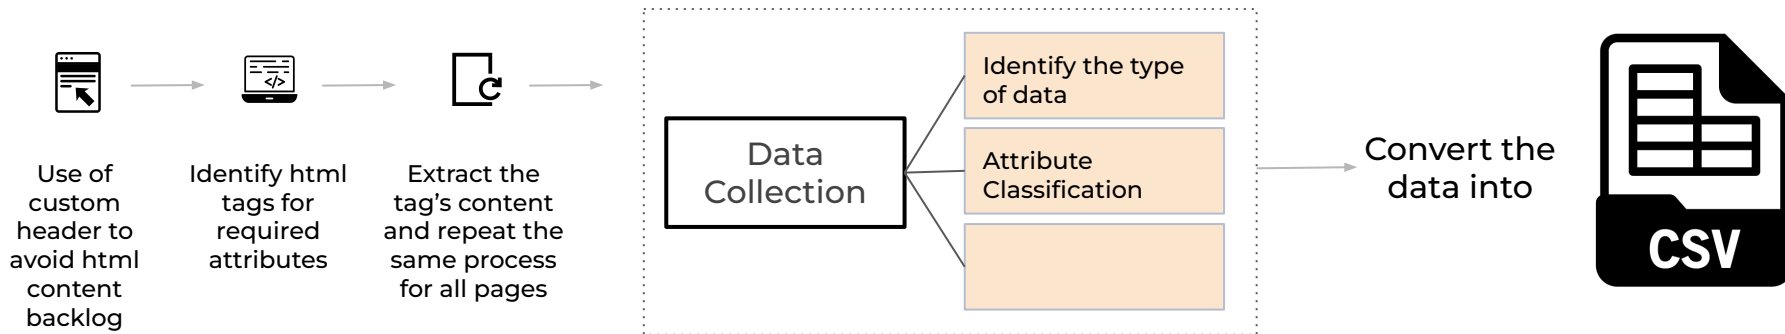 Use of
custom
header to
avoid html
content
backlog
Identify html
tags for
required
attributes
Extract the
tag’s content
and repeat the
same process
for all pages
Data
Collection
Identify the type
of data
Attribute
Classification
Convert the
data into
CSV